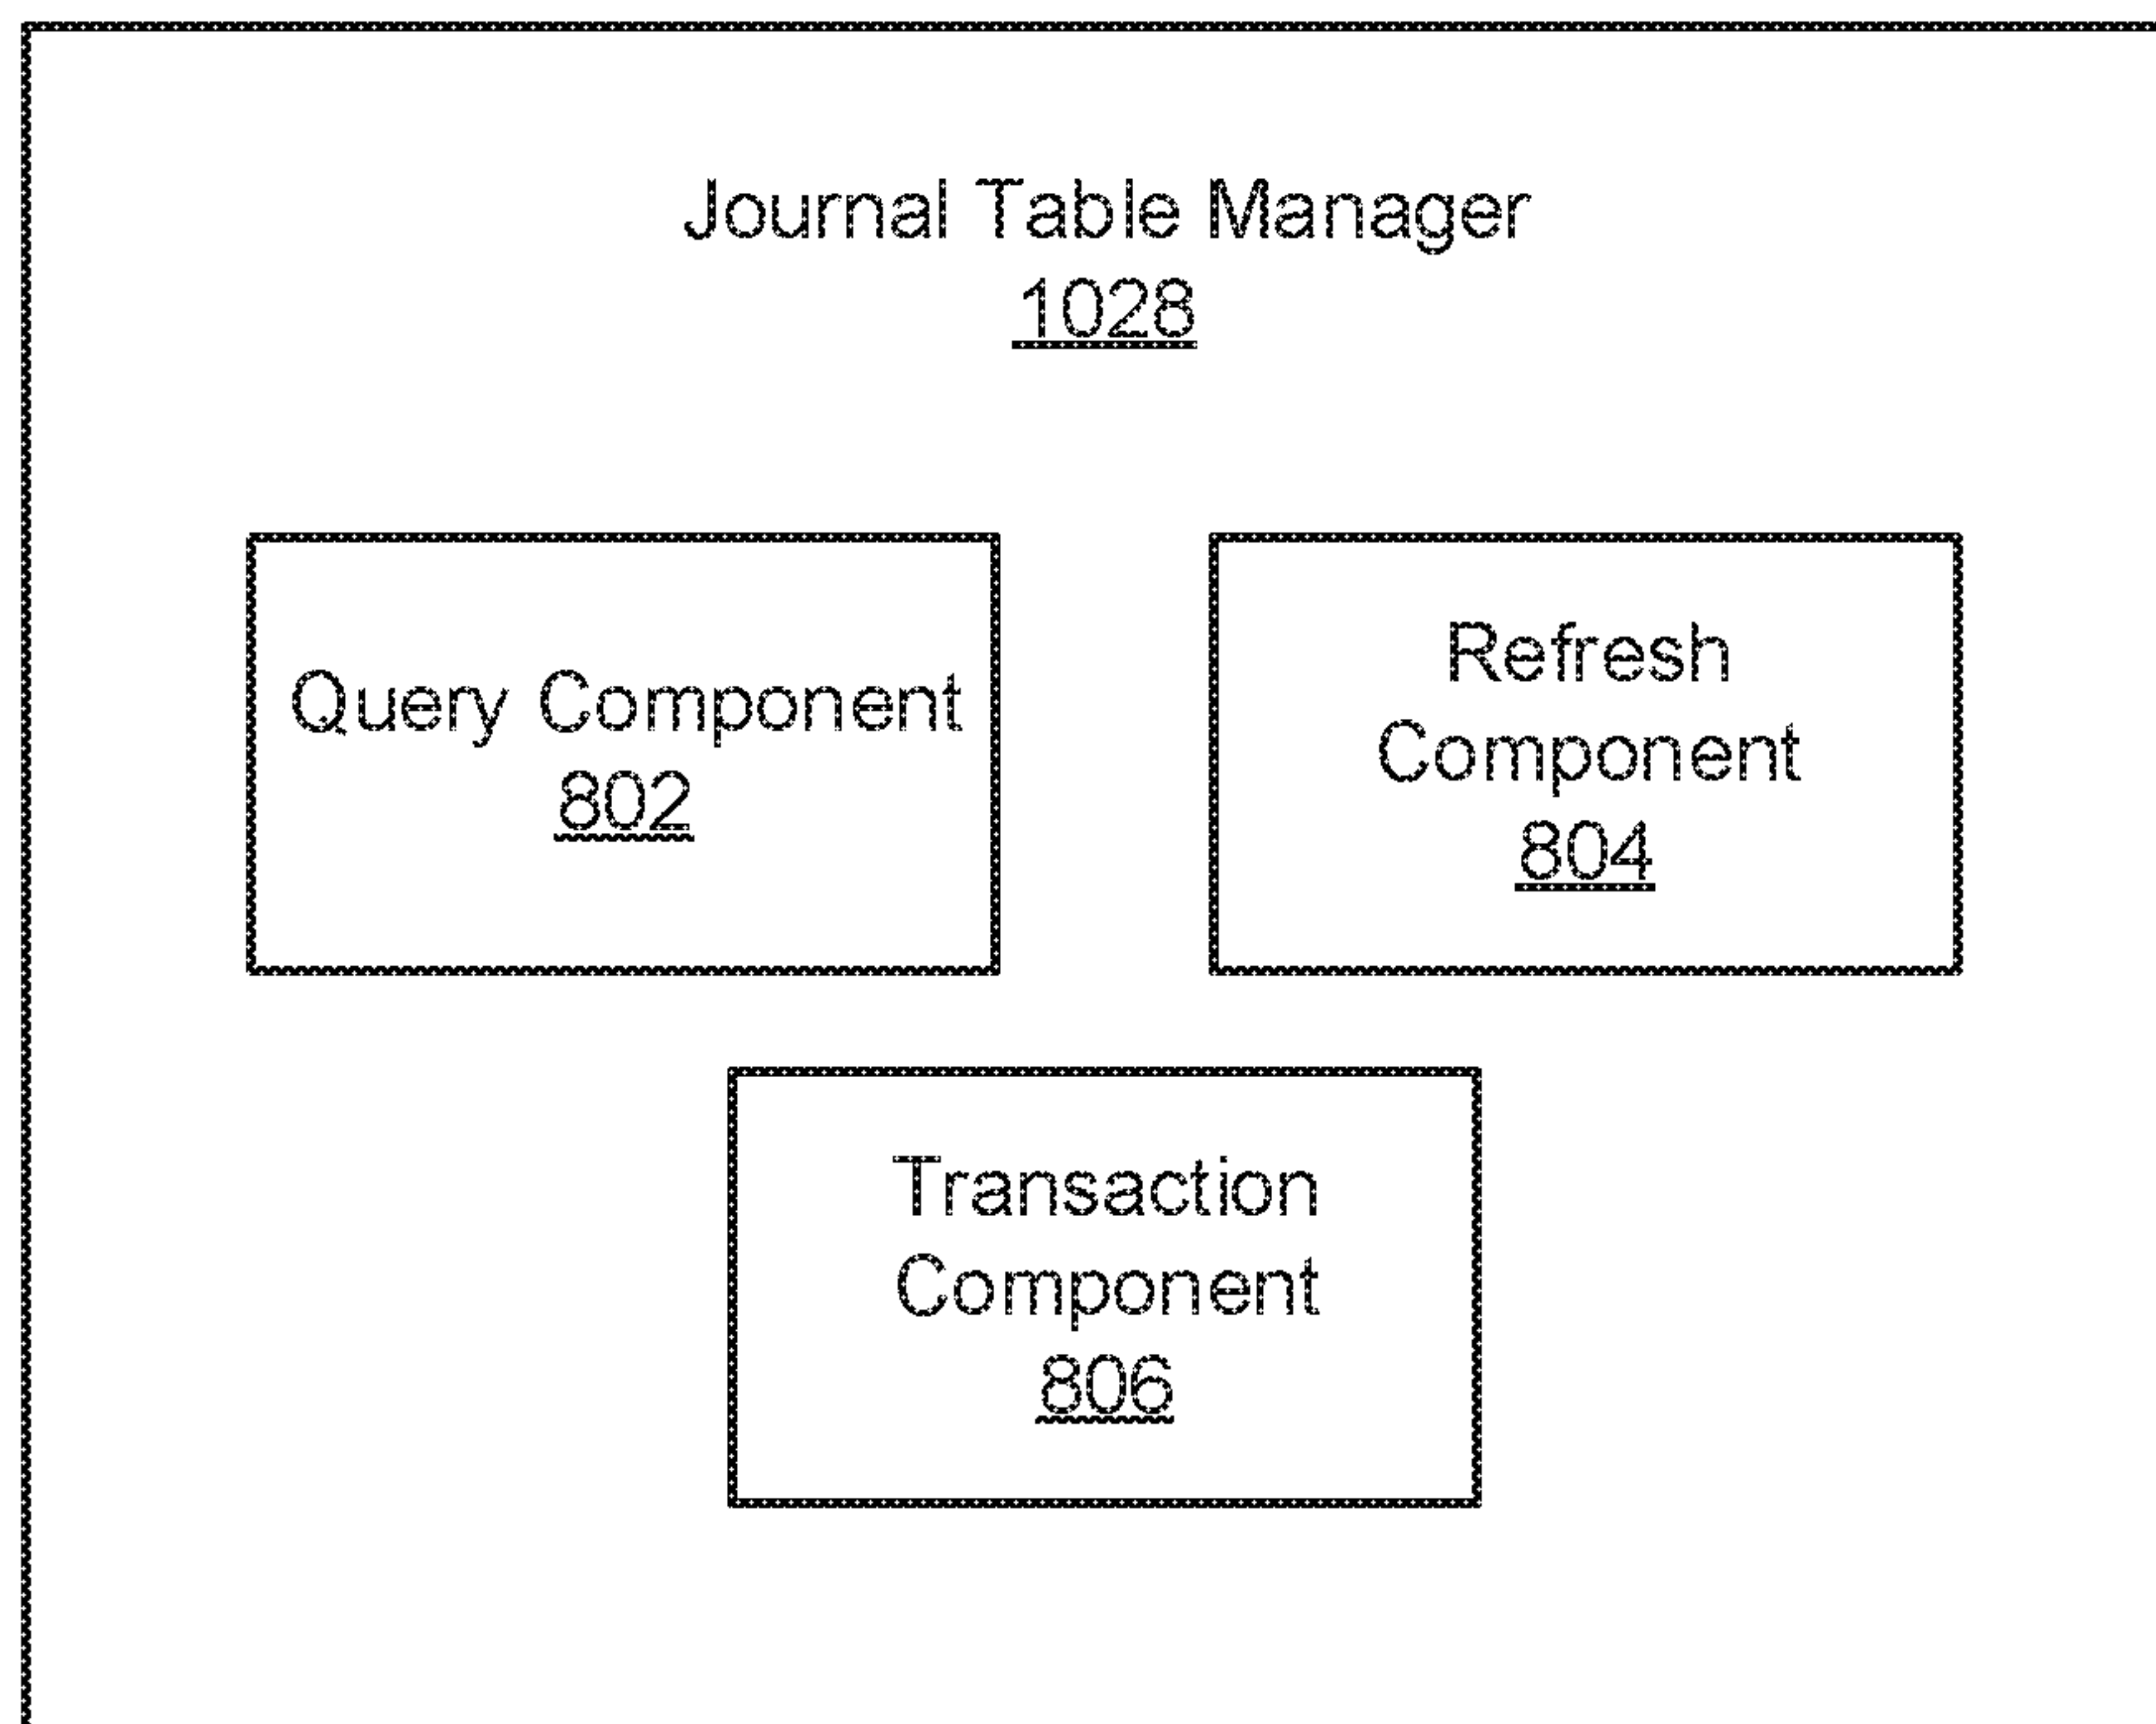 Journal Table Manager
1028
Query Component
802
Refresh
Component
804
Transaction
Component
806